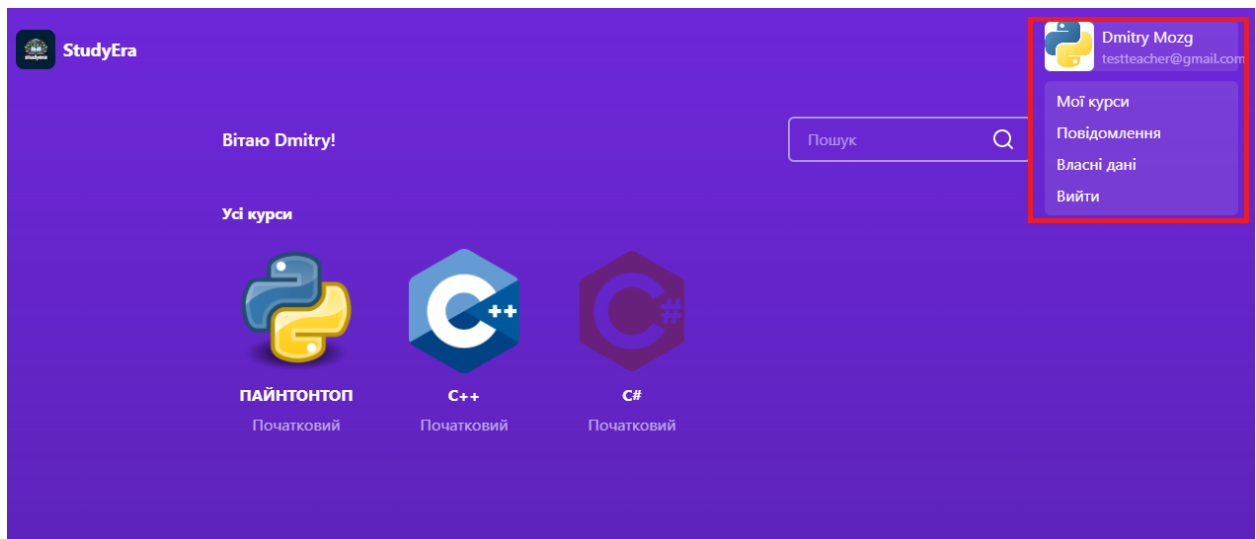 StudyEra
Dmitry Mozg
testteacher@gmail.com
Мої курси
Повідомлення
Власні дані
Вийти
Вітаю Dmitry!
Пошук
Усі курси
ПАЙНТОНТОП
C++
C#
Початковий
Початковий
Початковий